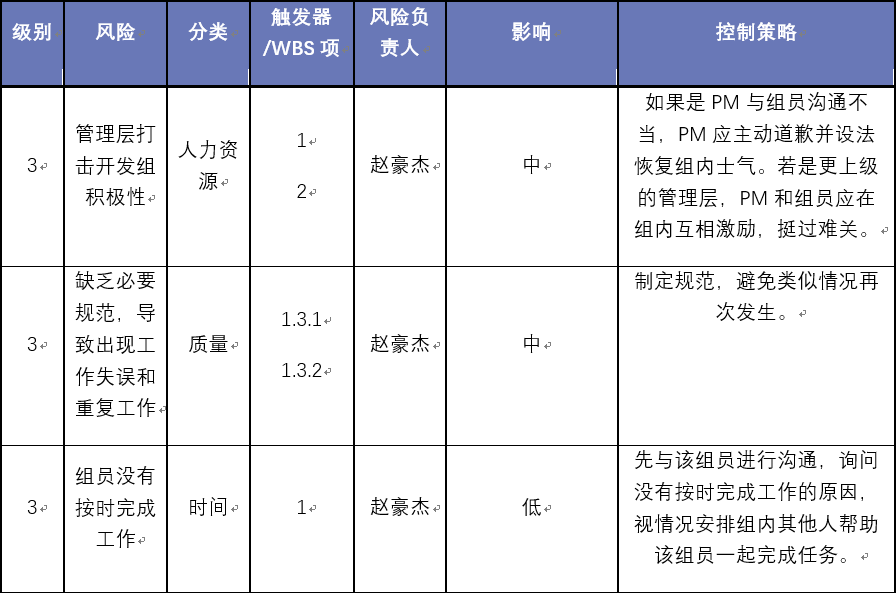 级别
风险
分类
触发器
/WBS 项
风险负
责人
影响
控制策略
3
管理层打
击开发组
积极性
人力资
源
1
2
赵豪杰
中
如果是 PM 与组员沟通不
当，PM 应主动道歉并设法
恢复组内士气。若是更上级
的管理层，PM 和组员应在
组内互相激励，挺过难关。
3
缺乏必要
规范，导
致出现工
作失误和
重复工作
质量
1.3.1
1.3.2
赵豪杰
中
制定规范，避免类似情况再
次发生。
3
组员没有
按时完成
工作
时间
1
赵豪杰
低
先与该组员进行沟通，询问
没有按时完成工作的原因，
视情况安排组内其他人帮助
该组员一起完成任务。